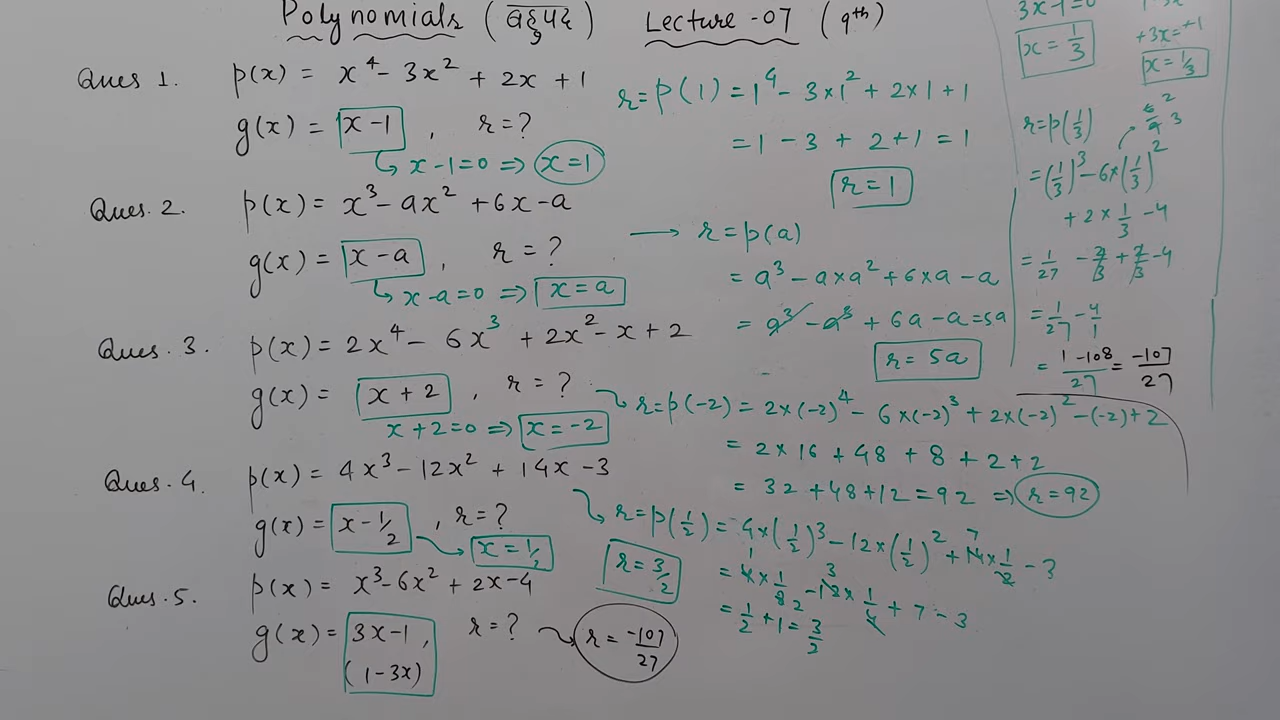 Polynomials (बहुपद) Lecture -07 (9th)
Ques 1. p(x) = x⁴ - 3x² + 2x + 1
g(x) = x-1 , r = ?
↳ x-1=0 ⇒ x=1
r = p(1) = 1⁴ - 3×1² + 2×1 + 1
= 1 - 3 + 2 + 1 = 1
r = 1
Ques. 2. p(x) = x³ - ax² + 6x - a
g(x) = x-a , r = ?
↳ x-a=0 ⇒ x=a
→ r = p(a)
= a³ - a×a² + 6×a - a
= a³ - a³ + 6a - a = 5a
r = 5a
Ques. 3. p(x) = 2x⁴ - 6x³ + 2x² - x + 2
g(x) = x+2 , r = ?
x+2=0 ⇒ x=-2
r = p(-2) = 2×(-2)⁴ - 6×(-2)³ + 2×(-2)² - (-2) + 2
= 2×16 + 48 + 8 + 2 + 2
= 32 + 48 + 12 = 92 ⇒ r = 92
Ques. 4. p(x) = 4x³ - 12x² + 14x - 3
g(x) = x - 1/2 , r = ?
→ x = 1/2
r = p(1/2) = 4×(1/2)³ - 12×(1/2)² + 14×1/2 - 3
7
= 4×1/8 - 12×1/4 + 7 - 3
1 2 3
= 1/2 + 1 = 3/2
r = 3/2
Ques. 5. p(x) = x³ - 6x² + 2x - 4
g(x) = 3x-1 , r = ?
(1-3x)
r = -107/27
3x-1=0
x = 1/3
+3x=+1
x = 1/3
r = p(1/3)
= (1/3)³ - 6×(1/3)²
+ 2×1/3 - 4
= 1/27 - 2/3 + 2/3 - 4
= 1/27 - 4/1
= 1-108/27 = -107/27